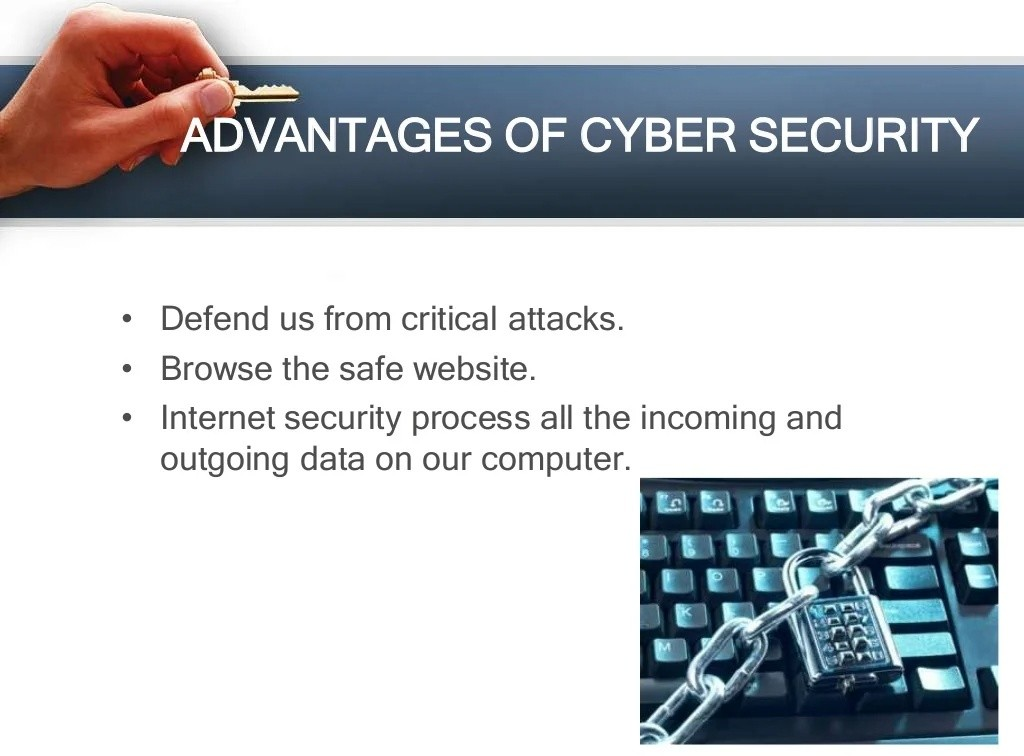 ADVANTAGES OF CYBER SECURITY
• Defend us from critical attacks.
• Browse the safe website.
• Internet security process all the incoming and
outgoing data on our computer.